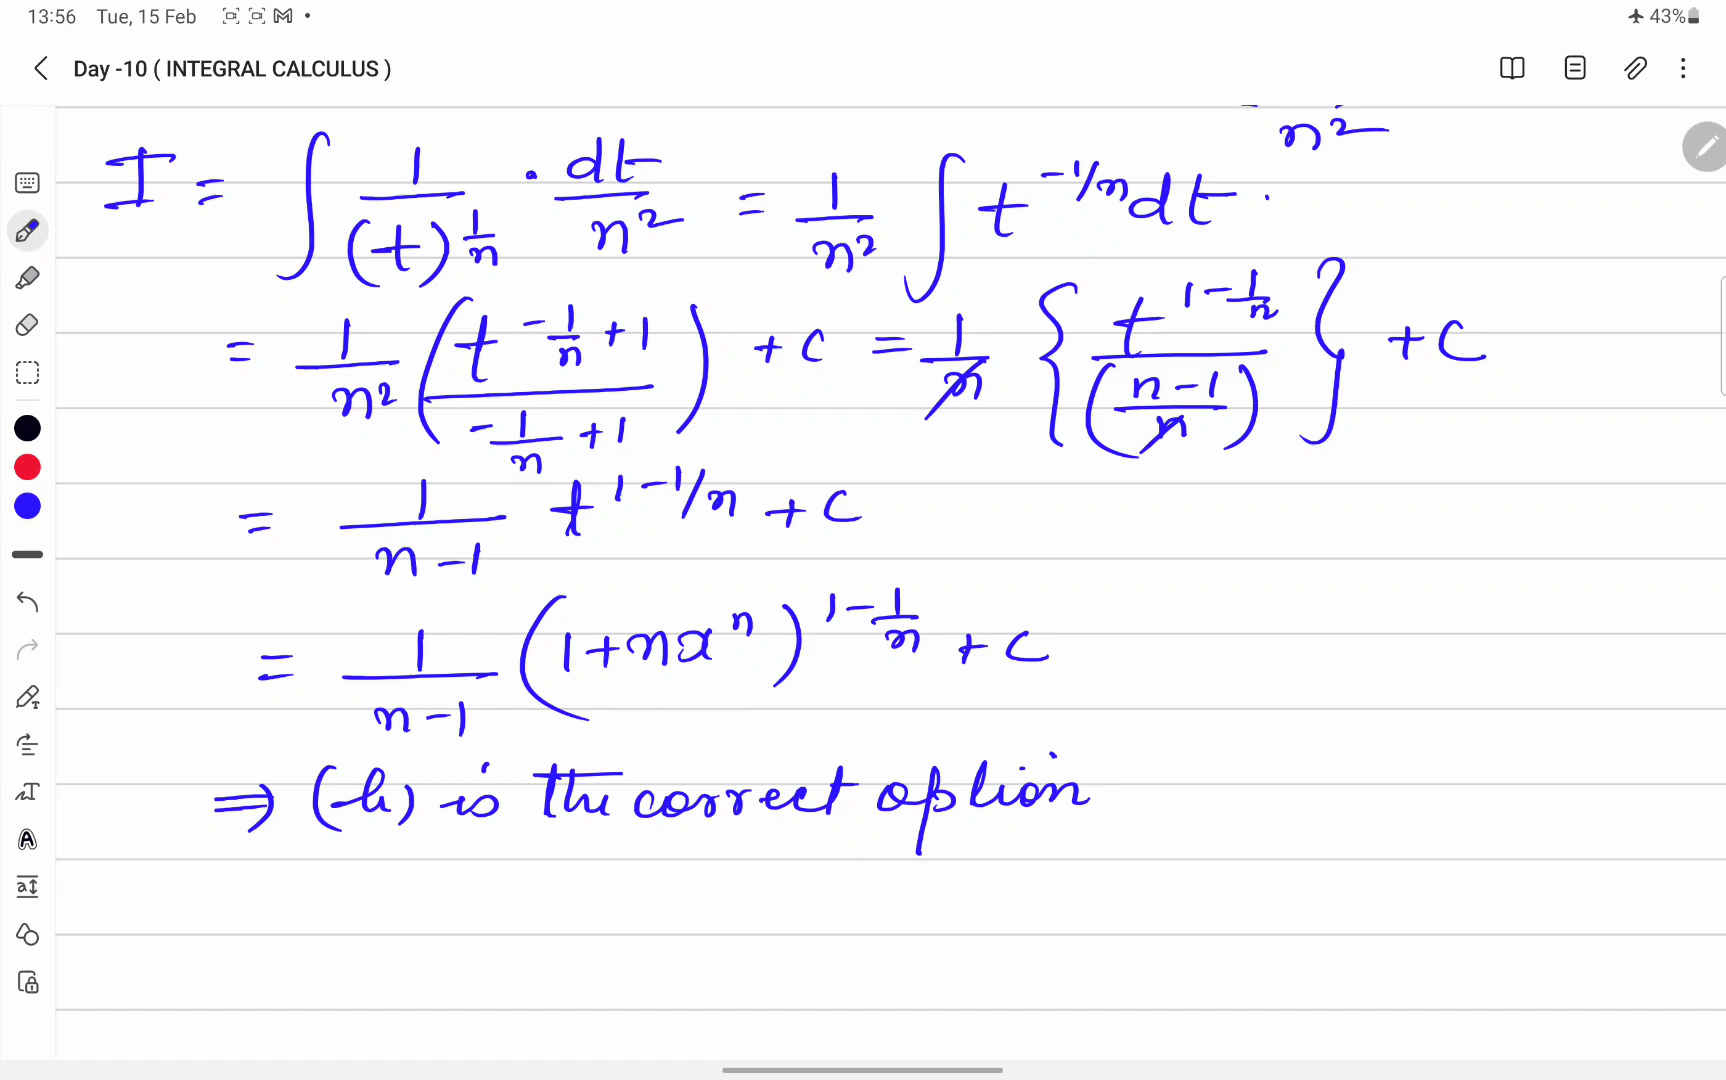 13:56 Tue, 15 Feb 43%
Day -10 ( INTEGRAL CALCULUS )
n²
I = ∫ 1/(t)^(1/n) · dt/n² = 1/n² ∫ t^(-1/n) dt .
= 1/n² ( t^(-1/n + 1) / (-1/n + 1) ) + c = 1/n { t^(1 - 1/n) / ((n-1)/n) } + c
= 1/(n-1) t^(1-1/n) + c
= 1/(n-1) (1+nx^n)^(1-1/n) + c
⇒ is the correct option